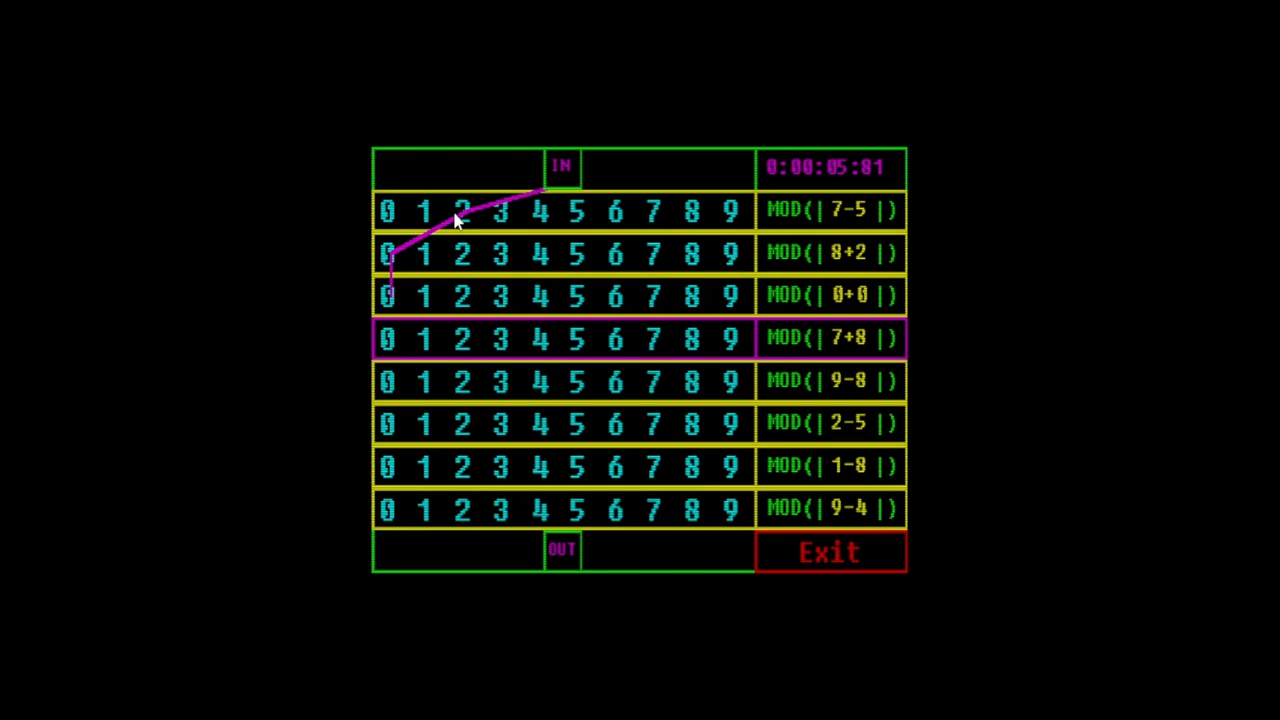 IN 0:00:05:81
0 1 2 3 4 5 6 7 8 9 MOD(| 7-5 |)
0 1 2 3 4 5 6 7 8 9 MOD(| 8+2 |)
0 1 2 3 4 5 6 7 8 9 MOD(| 0+0 |)
0 1 2 3 4 5 6 7 8 9 MOD(| 7+8 |)
0 1 2 3 4 5 6 7 8 9 MOD(| 9-8 |)
0 1 2 3 4 5 6 7 8 9 MOD(| 2-5 |)
0 1 2 3 4 5 6 7 8 9 MOD(| 1-8 |)
0 1 2 3 4 5 6 7 8 9 MOD(| 9-4 |)
OUT Exit